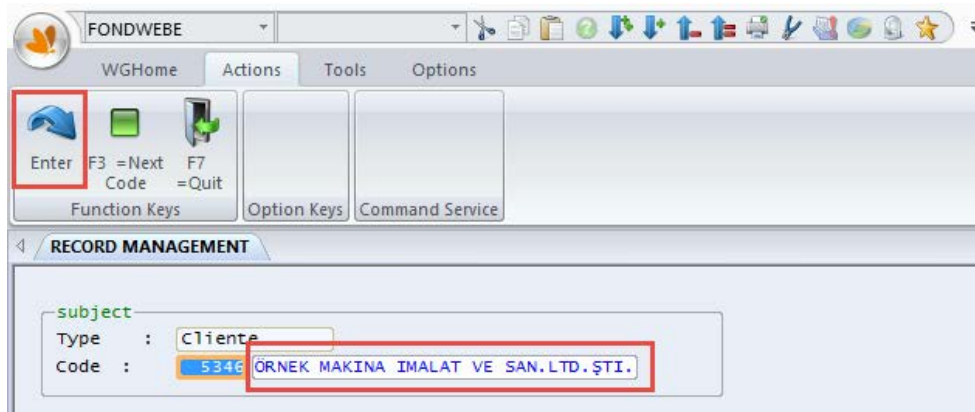 FONDWEBE
WGHome Actions Tools Options
Enter F3 =Next Code F7 =Quit
Function Keys Option Keys Command Service
RECORD MANAGEMENT
subject
Type : Cliente
Code : 5346 ÖRNEK MAKINA IMALAT VE SAN.LTD.ŞTI.